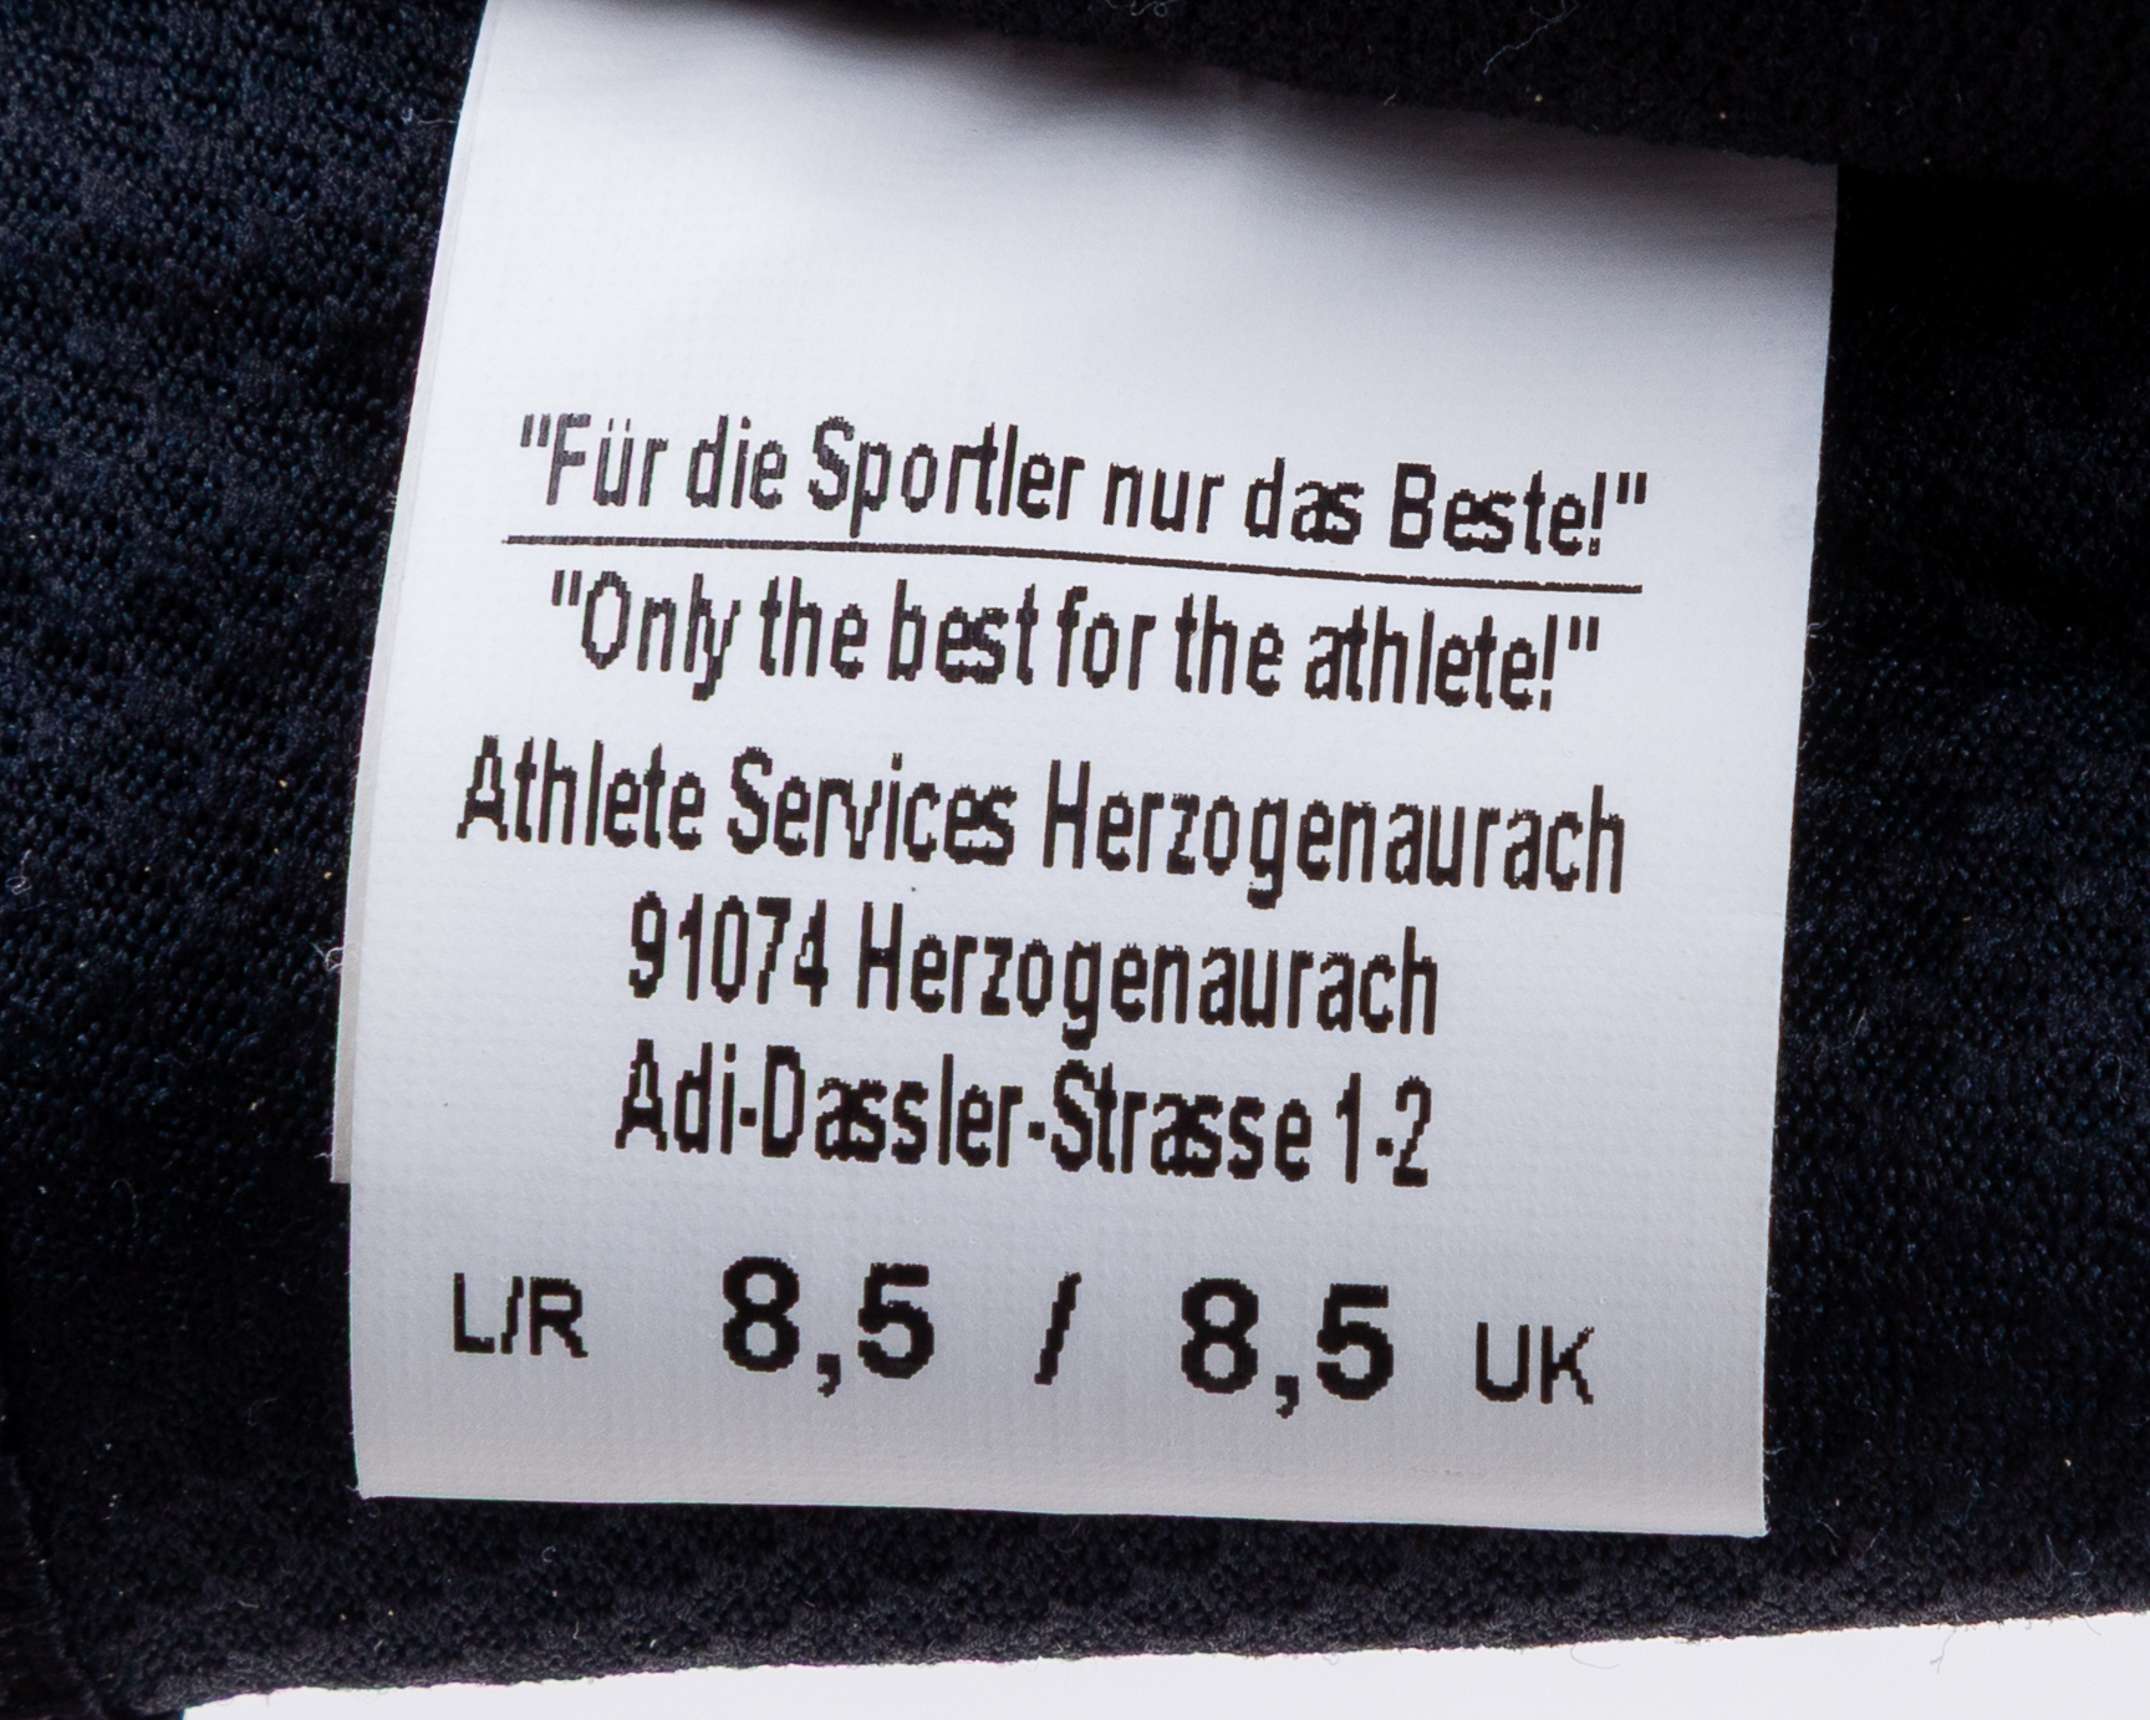 "Für die Sportler nur das Beste!"
"Only the best for the athlete!"
Athlete Services Herzogenaurach
91074 Herzogenaurach
Adi-Dassler-Strasse 1-2
L/R 8,5 / 8,5 UK